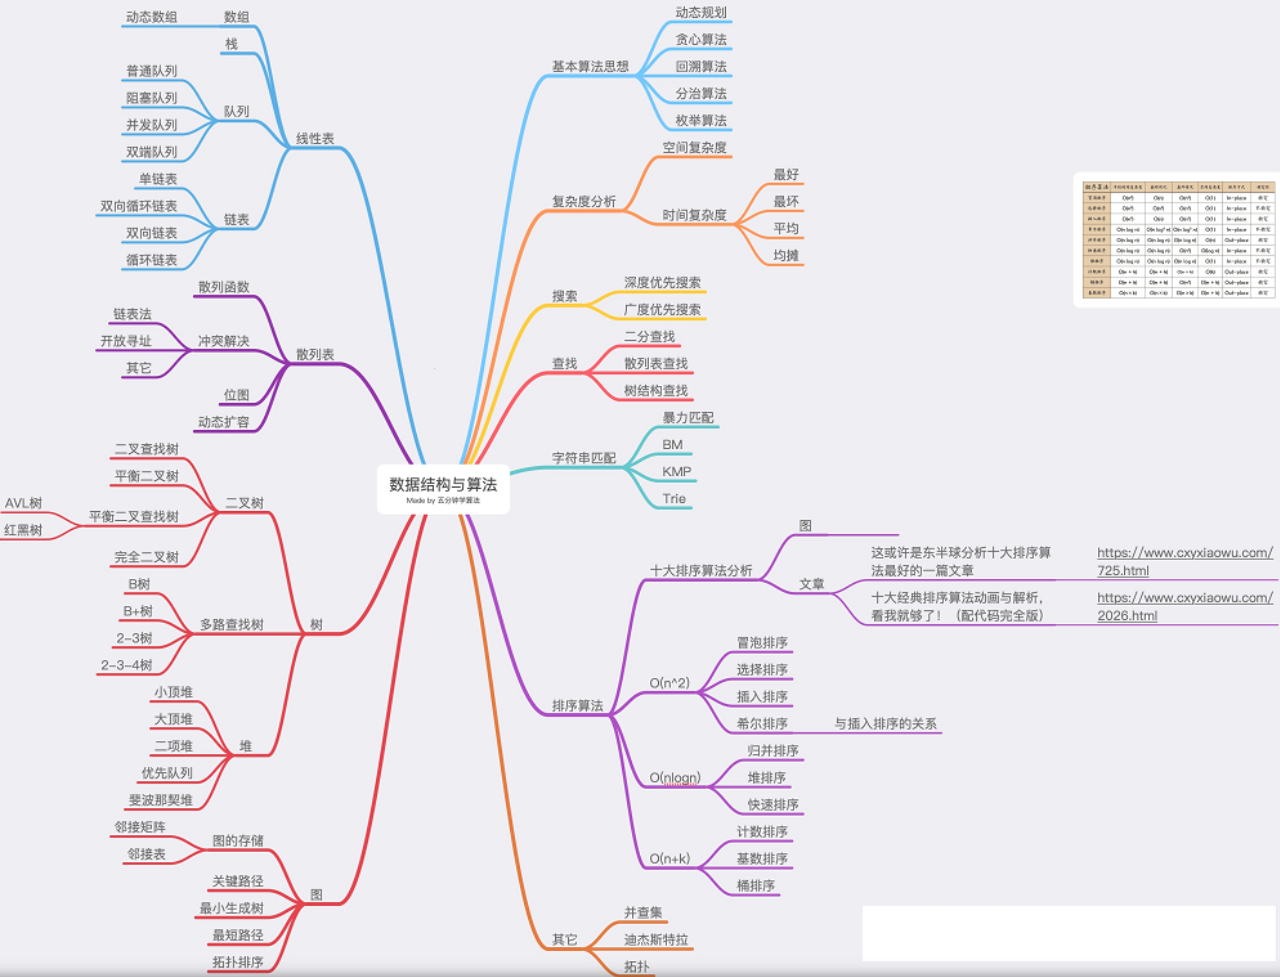 数据结构与算法
Made by 五分钟学算法
线性表
数组
动态数组
栈
队列
普通队列
阻塞队列
并发队列
双端队列
链表
单链表
双向循环链表
双向链表
循环链表
散列表
散列函数
冲突解决
链表法
开放寻址
其它
位图
动态扩容
树
二叉树
二叉查找树
平衡二叉树
平衡二叉查找树
AVL树
红黑树
完全二叉树
多路查找树
B树
B+树
2-3树
2-3-4树
堆
小顶堆
大顶堆
二项堆
优先队列
斐波那契堆
图
图的存储
邻接矩阵
邻接表
关键路径
最小生成树
最短路径
拓扑排序
基本算法思想
动态规划
贪心算法
回溯算法
分治算法
枚举算法
复杂度分析
空间复杂度
时间复杂度
最好
最坏
平均
均摊
搜索
深度优先搜索
广度优先搜索
查找
二分查找
散列表查找
树结构查找
字符串匹配
暴力匹配
BM
KMP
Trie
排序算法
十大排序算法分析
图
文章
这或许是东半球分析十大排序算
法最好的一篇文章
https://www.cxyxiaowu.com/
725.html
十大经典排序算法动画与解析，
看我就够了！（配代码完全版）
https://www.cxyxiaowu.com/
2026.html
O(n^2)
冒泡排序
选择排序
插入排序
希尔排序
与插入排序的关系
O(nlogn)
归并排序
堆排序
快速排序
O(n+k)
计数排序
基数排序
桶排序
其它
并查集
迪杰斯特拉
拓扑